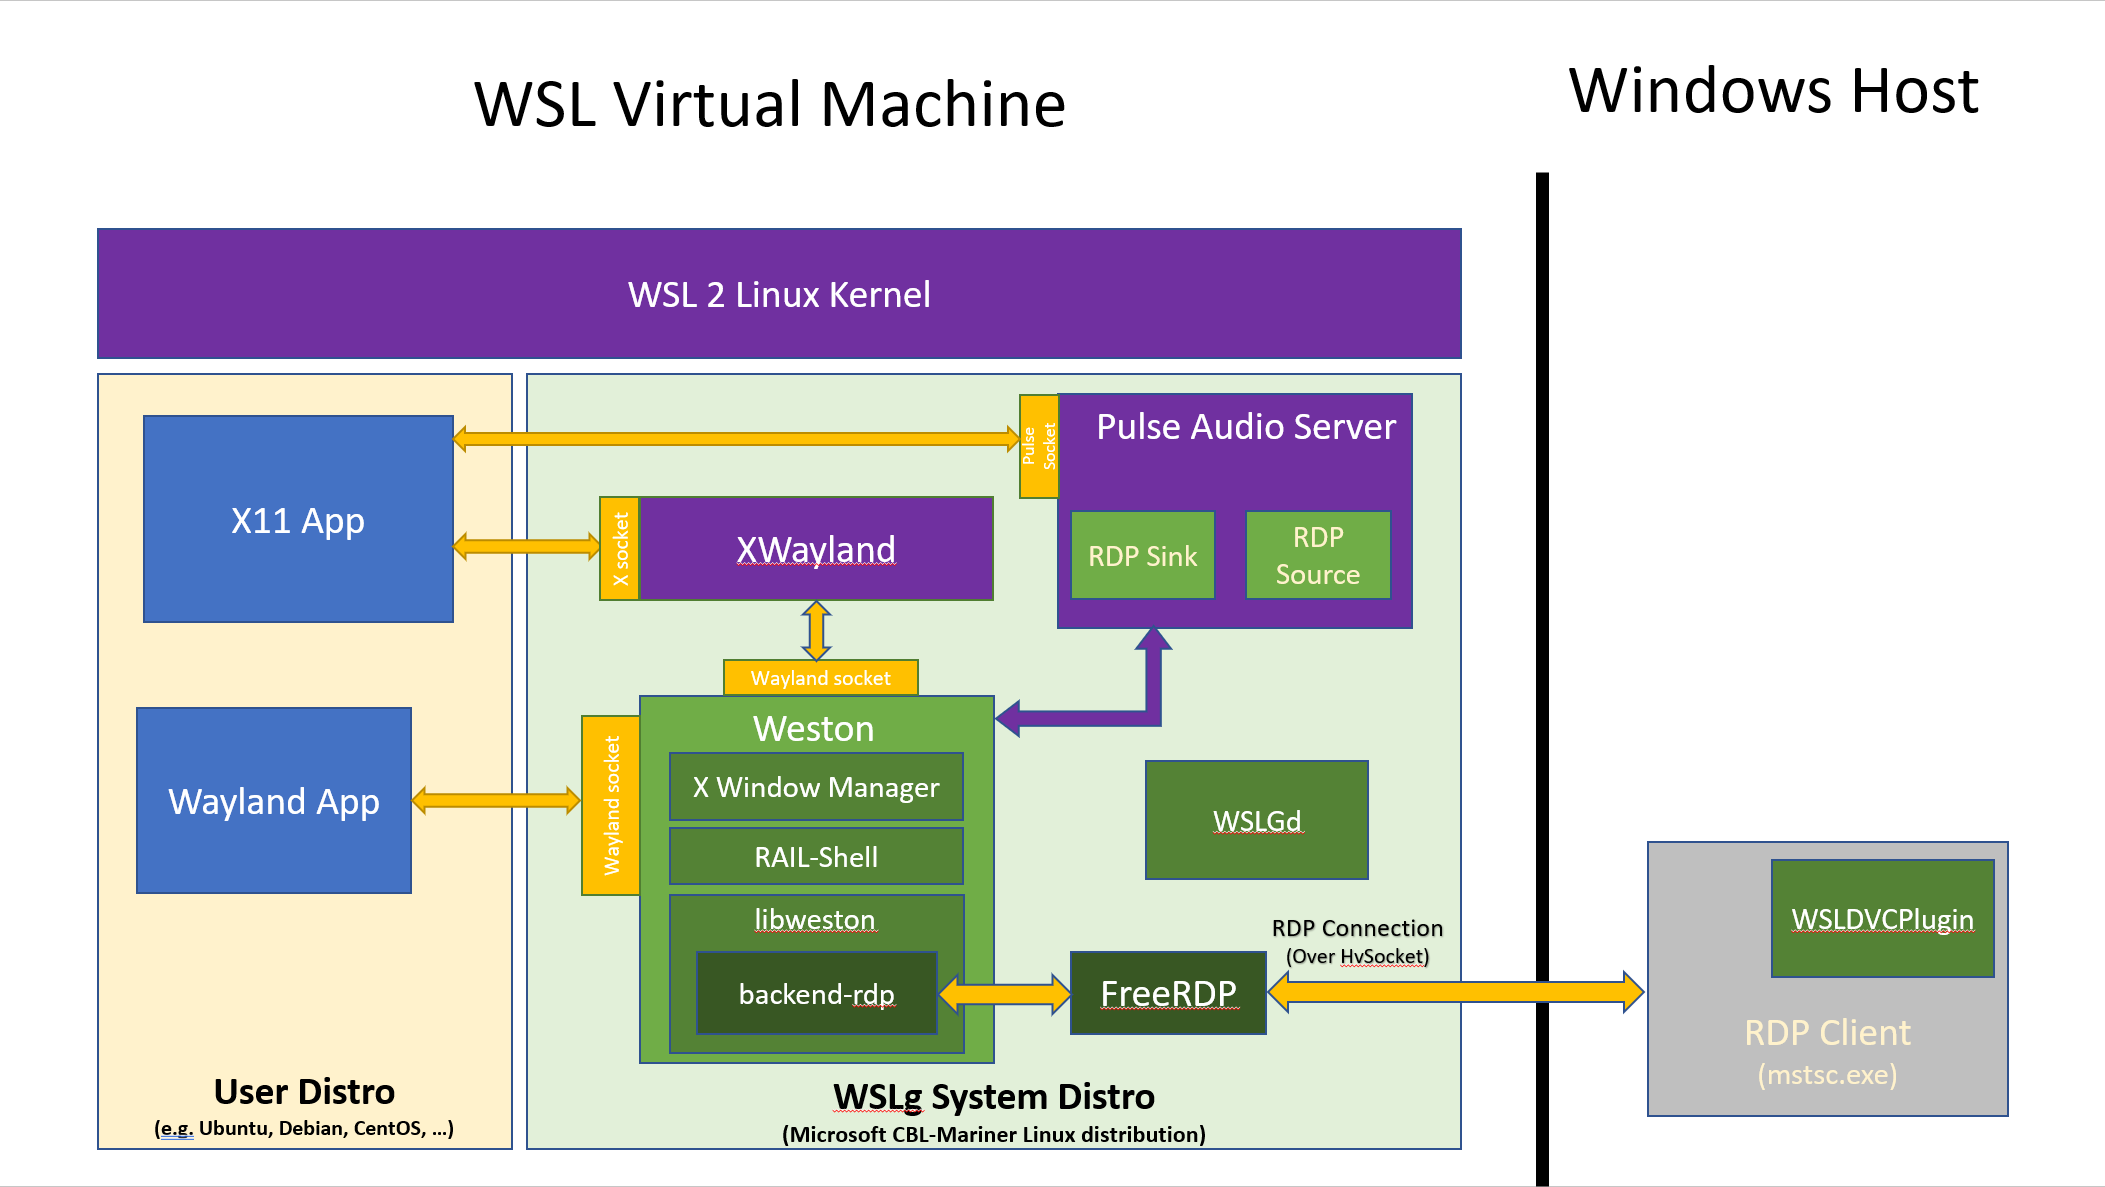 WSL Virtual Machine
Windows Host
WSL 2 Linux Kernel
X11 App
Pulse
Socket
Pulse Audio Server
RDP Sink
RDP
Source
X socket
XWayland
Wayland socket
Weston
Wayland App
Wayland socket
X Window Manager
RAIL-Shell
libweston
backend-rdp
WSLGd
RDP Connection
(Over HvSocket)
FreeRDP
WSLDVCPlugin
RDP Client
(mstsc.exe)
User Distro
(e.g. Ubuntu, Debian, CentOS, ...)
WSLg System Distro
(Microsoft CBL-Mariner Linux distribution)